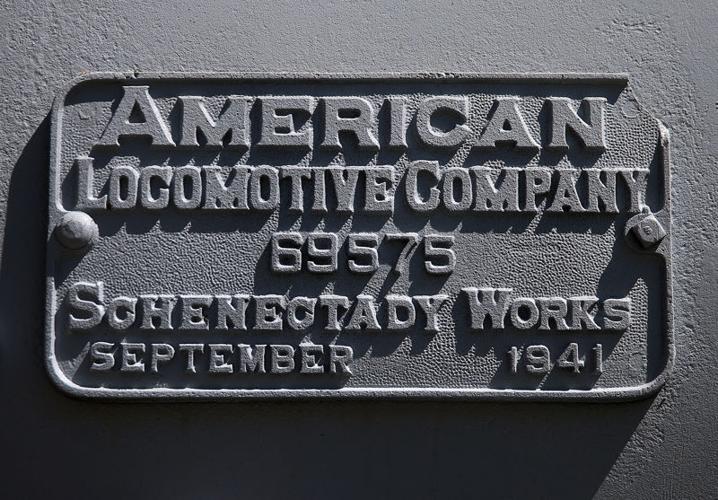 AMERICAN
LOCOMOTIVE COMPANY
69575
SCHENECTADY WORKS
SEPTEMBER 1941